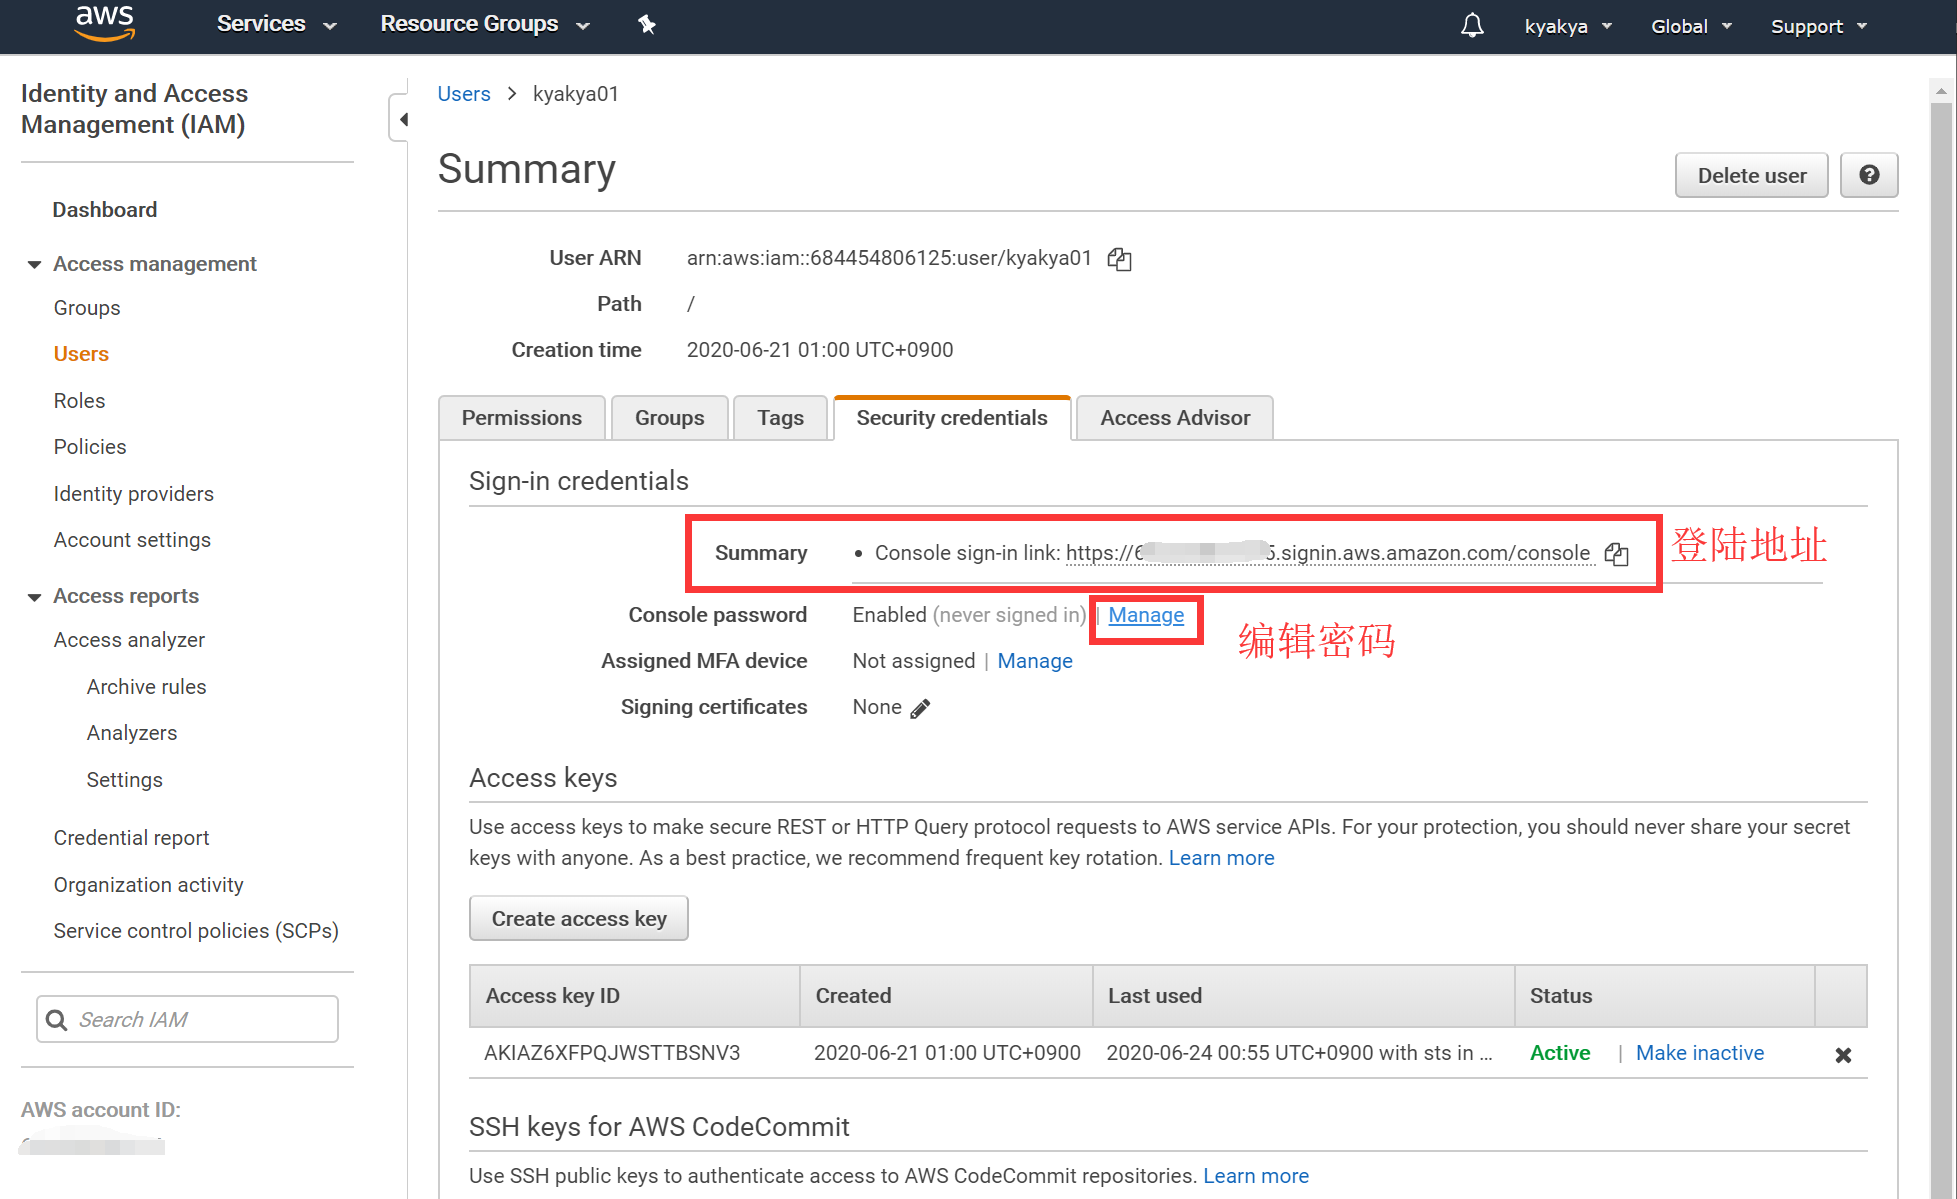 aws Services Resource Groups kyakya Global Support
Identity and Access
Management (IAM)
Dashboard
Access management
Groups
Users
Roles
Policies
Identity providers
Account settings
Access reports
Access analyzer
Archive rules
Analyzers
Settings
Credential report
Organization activity
Service control policies (SCPs)
Search IAM
AWS account ID:
Users > kyakya01
Summary
Delete user
User ARN arn:aws:iam::684454806125:user/kyakya01
Path /
Creation time 2020-06-21 01:00 UTC+0900
Permissions Groups Tags Security credentials Access Advisor
Sign-in credentials
Summary • Console sign-in link: https://6 5.signin.aws.amazon.com/console 登陆地址
Console password Enabled (never signed in) | Manage 编辑密码
Assigned MFA device Not assigned | Manage
Signing certificates None
Access keys
Use access keys to make secure REST or HTTP Query protocol requests to AWS service APIs. For your protection, you should never share your secret
keys with anyone. As a best practice, we recommend frequent key rotation. Learn more
Create access key
Access key ID Created Last used Status
AKIAZ6XFPQJWSTTBSNV3 2020-06-21 01:00 UTC+0900 2020-06-24 00:55 UTC+0900 with sts in ... Active | Make inactive
SSH keys for AWS CodeCommit
Use SSH public keys to authenticate access to AWS CodeCommit repositories. Learn more